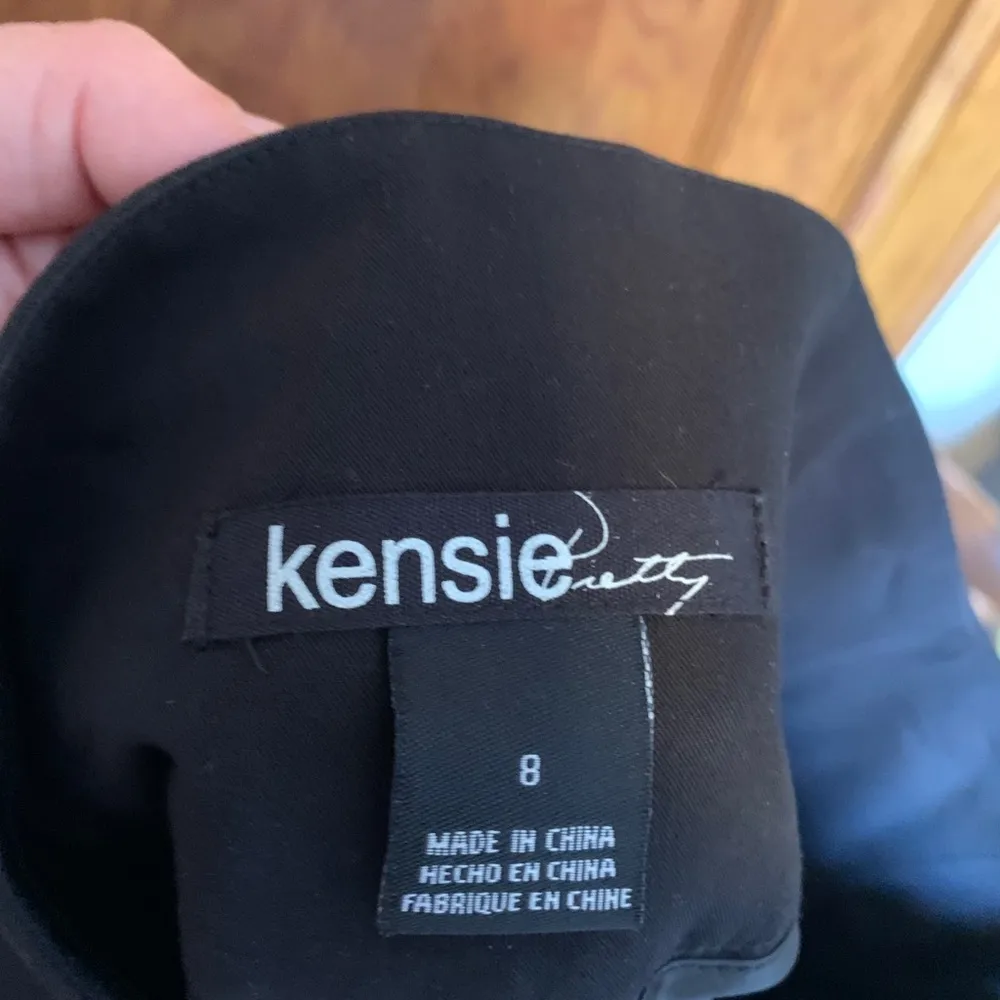 kensie Pretty
8
MADE IN CHINA
HECHO EN CHINA
FABRIQUE EN CHINE